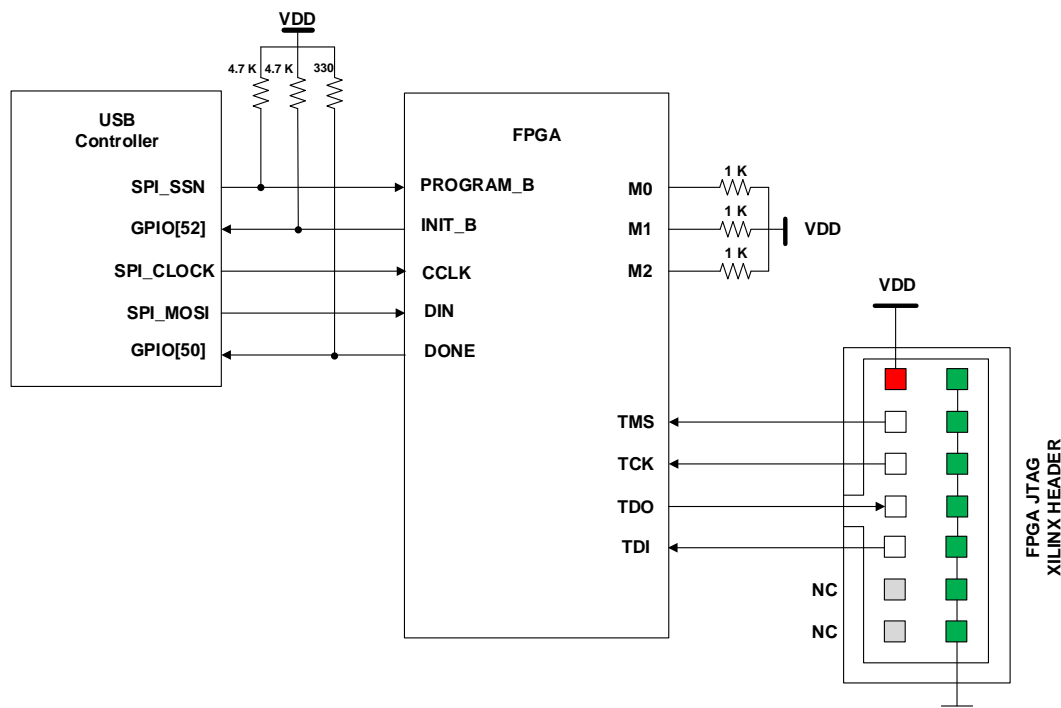 VDD
4.7 K 4.7 K 330
USB
Controller
SPI_SSN
GPIO[52]
SPI_CLOCK
SPI_MOSI
GPIO[50]
FPGA
PROGRAM_B
INIT_B
CCLK
DIN
DONE
M0
M1
M2
1 K
1 K
1 K
VDD
TMS
TCK
TDO
TDI
VDD
NC
NC
FPGA JTAG
XILINX HEADER